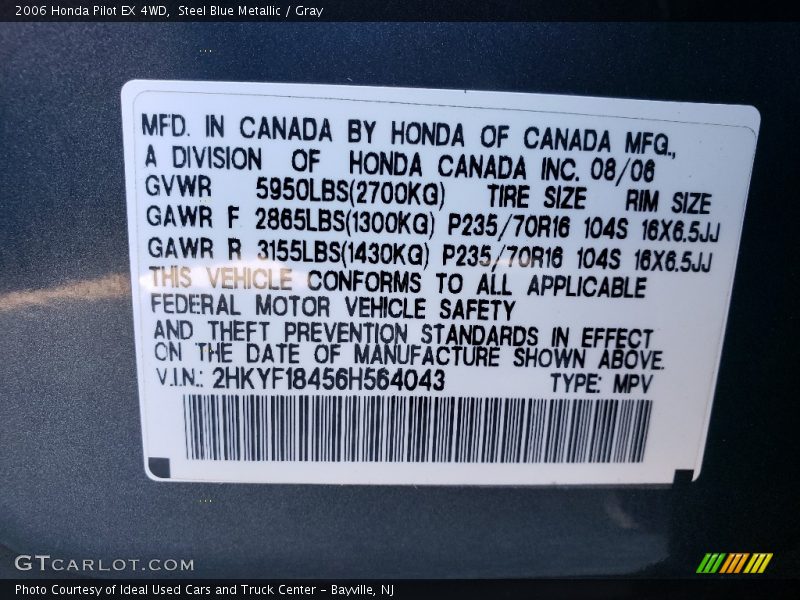 2006 Honda Pilot EX 4WD,  Steel Blue Metallic / Gray
MFD. IN CANADA BY HONDA OF CANADA MFG.,
A DIVISION OF HONDA CANADA INC. 08/06
GVWR 5950LBS(2700KG) TIRE SIZE RIM SIZE
GAWR F 2865LBS(1300KG) P235/70R16 104S 16X6.5JJ
GAWR R 3155LBS(1430KG) P235/70R16 104S 16X6.5JJ
THIS VEHICLE CONFORMS TO ALL APPLICABLE
FEDERAL MOTOR VEHICLE SAFETY
AND THEFT PREVENTION STANDARDS IN EFFECT
ON THE DATE OF MANUFACTURE SHOWN ABOVE.
V.I.N.: 2HKYF18456H564043 TYPE: MPV
GTCARLOT.COM
Photo Courtesy of Ideal Used Cars and Truck Center – Bayville, NJ